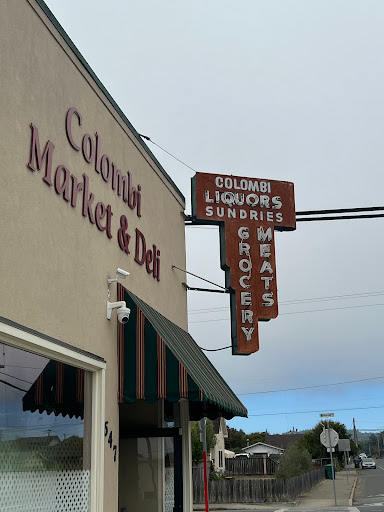 Colombi
Market & Deli
COLOMBI
LIQUORS
SUNDRIES
GROCERY
MEATS
547